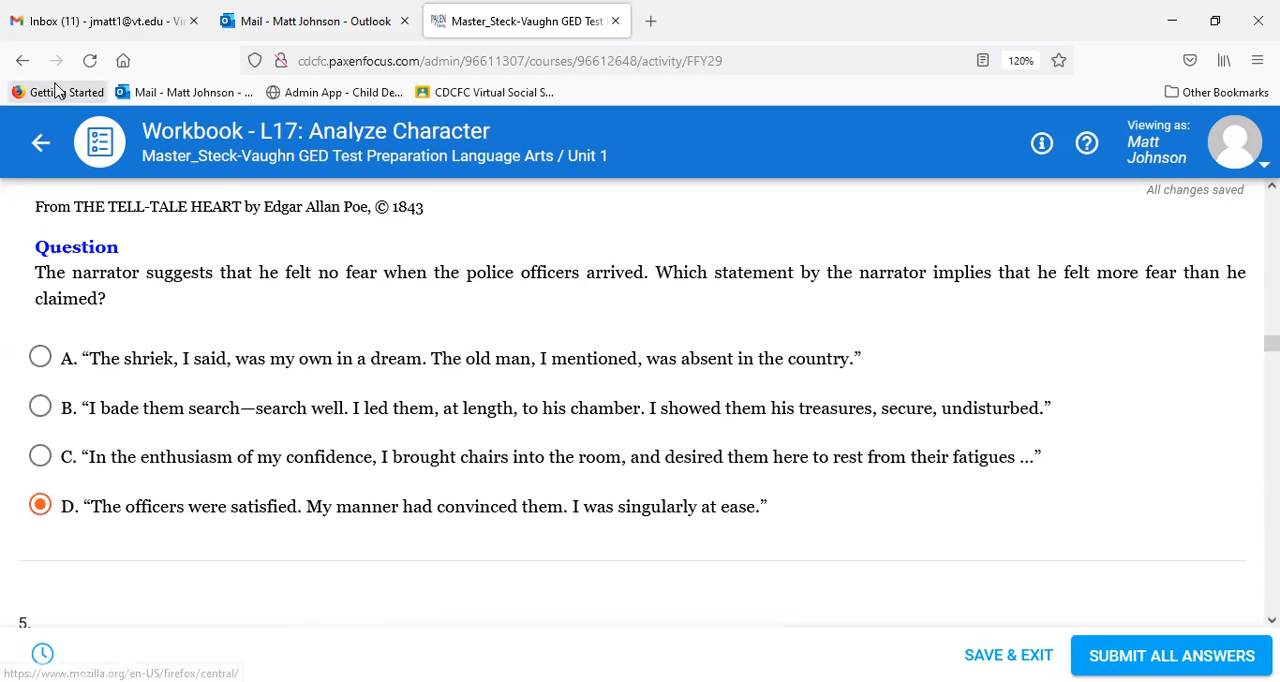 Inbox (11) - jmatt1@vt.edu - Vi
Mail - Matt Johnson - Outlook
Master_Steck-Vaughn GED Test
cdcfc.paxenfocus.com/admin/96611307/courses/96612648/activity/FFY29
120%
Getting Started
Mail - Matt Johnson - ...
Admin App - Child De...
CDCFC Virtual Social S...
Other Bookmarks
Workbook - L17: Analyze Character
Master_Steck-Vaughn GED Test Preparation Language Arts / Unit 1
Viewing as:
Matt
Johnson
All changes saved
From THE TELL-TALE HEART by Edgar Allan Poe, © 1843
Question
The narrator suggests that he felt no fear when the police officers arrived. Which statement by the narrator implies that he felt more fear than he
claimed?
A. “The shriek, I said, was my own in a dream. The old man, I mentioned, was absent in the country.”
B. “I bade them search—search well. I led them, at length, to his chamber. I showed them his treasures, secure, undisturbed.”
C. “In the enthusiasm of my confidence, I brought chairs into the room, and desired them here to rest from their fatigues ...”
D. “The officers were satisfied. My manner had convinced them. I was singularly at ease.”
5.
SAVE & EXIT
SUBMIT ALL ANSWERS
https://www.mozilla.org/en-US/firefox/central/